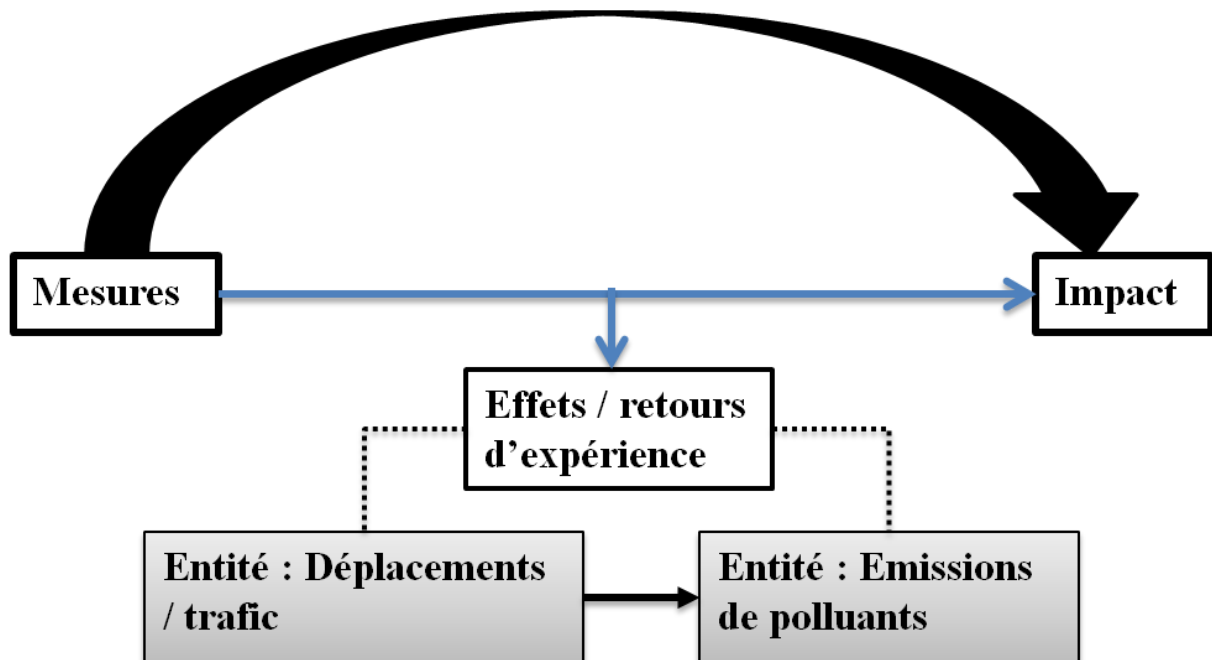 Mesures
Impact
Effets / retours
d’expérience
Entité : Déplacements
/ trafic
Entité : Emissions
de polluants